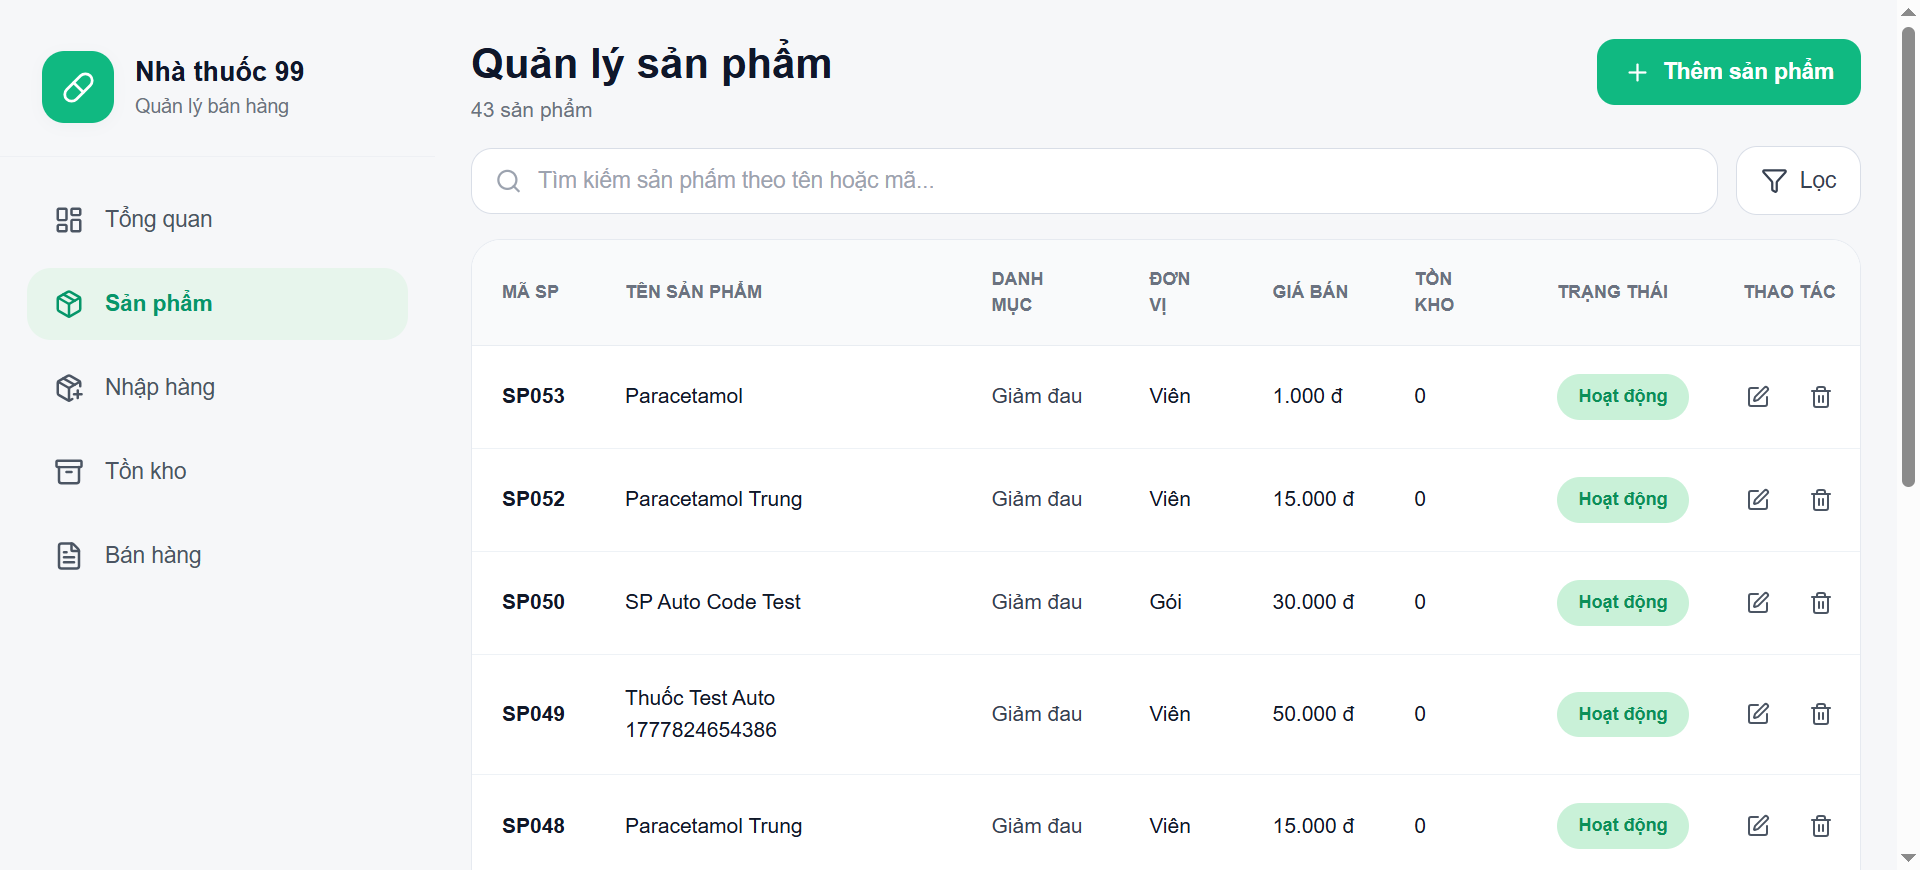 Nhà thuốc 99
Quản lý bán hàng
Tổng quan
Sản phẩm
Nhập hàng
Tồn kho
Bán hàng
Quản lý sản phẩm
43 sản phẩm
Thêm sản phẩm
Tìm kiếm sản phẩm theo tên hoặc mã...
Lọc
MÃ SP TÊN SẢN PHẨM DANH MỤC ĐƠN VỊ GIÁ BÁN TỒN KHO TRẠNG THÁI THAO TÁC
SP053 Paracetamol Giảm đau Viên 1.000 đ 0 Hoạt động
SP052 Paracetamol Trung Giảm đau Viên 15.000 đ 0 Hoạt động
SP050 SP Auto Code Test Giảm đau Gói 30.000 đ 0 Hoạt động
SP049 Thuốc Test Auto 1777824654386 Giảm đau Viên 50.000 đ 0 Hoạt động
SP048 Paracetamol Trung Giảm đau Viên 15.000 đ 0 Hoạt động